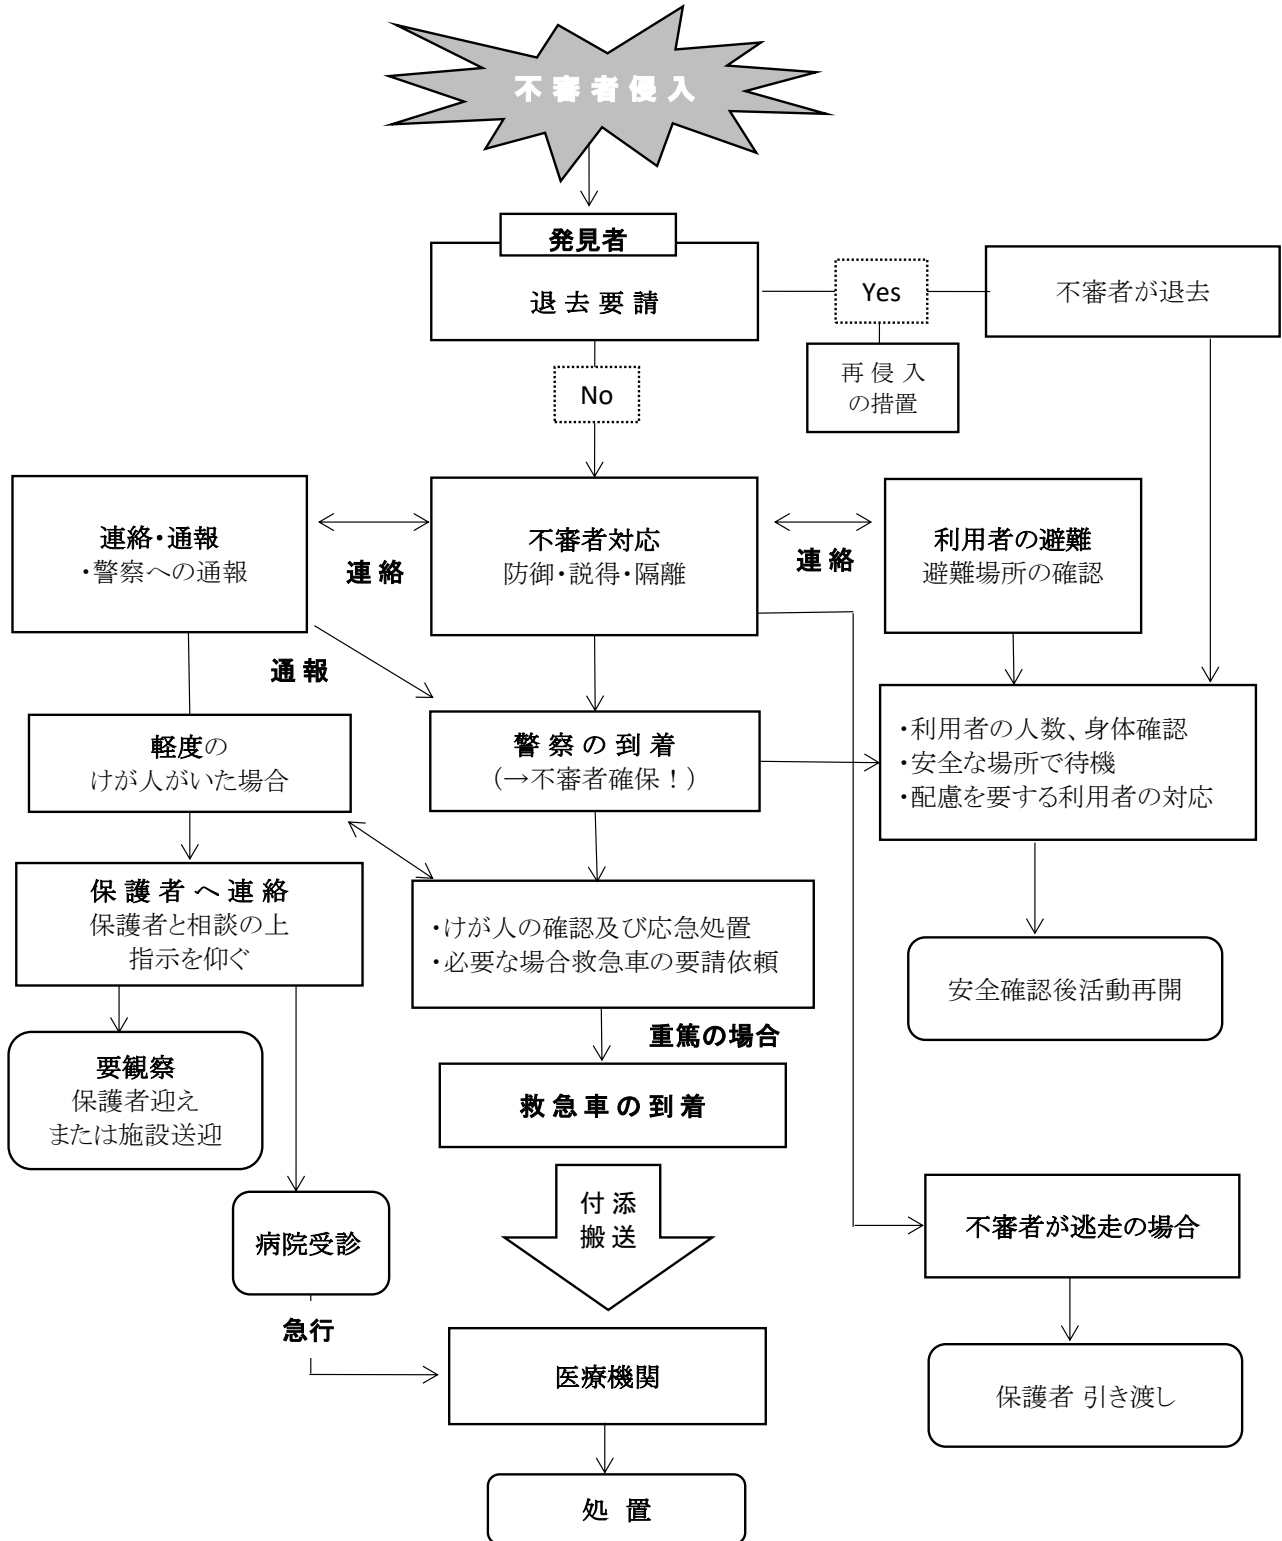 不審者侵入
発見者
退去要請
Yes
不審者が退去
再侵入
の措置
No
連絡・通報
・警察への通報
連絡
不審者対応
防御・説得・隔離
連絡
利用者の避難
避難場所の確認
通報
軽度の
けが人がいた場合
警察の到着
(→不審者確保！)
・利用者の人数、身体確認
・安全な場所で待機
・配慮を要する利用者の対応
保護者へ連絡
保護者と相談の上
指示を仰ぐ
・けが人の確認及び応急処置
・必要な場合救急車の要請依頼
安全確認後活動再開
重篤の場合
要観察
保護者迎え
または施設送迎
救急車の到着
付添
搬送
病院受診
不審者が逃走の場合
急行
医療機関
保護者 引き渡し
処置